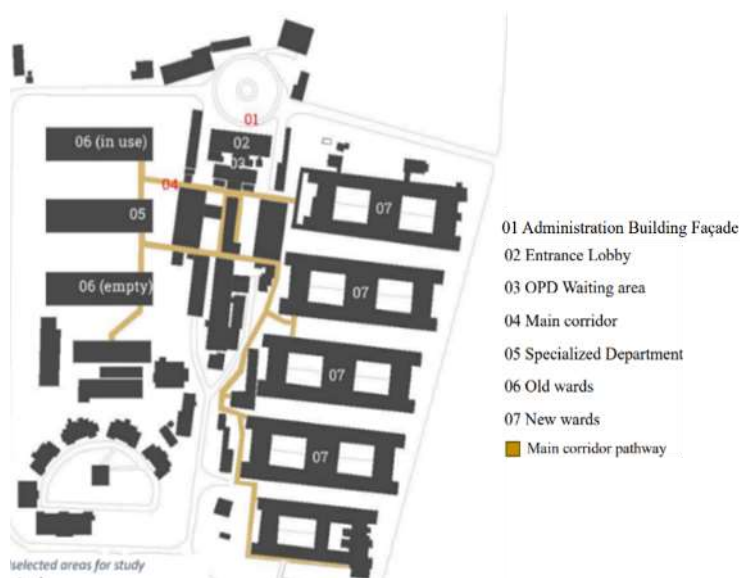 01
06 (in use)
02
03
04
07
05
07
06 (empty)
07
07
01 Administration Building Façade
02 Entrance Lobby
03 OPD Waiting area
04 Main corridor
05 Specialized Department
06 Old wards
07 New wards
Main corridor pathway
selected areas for study